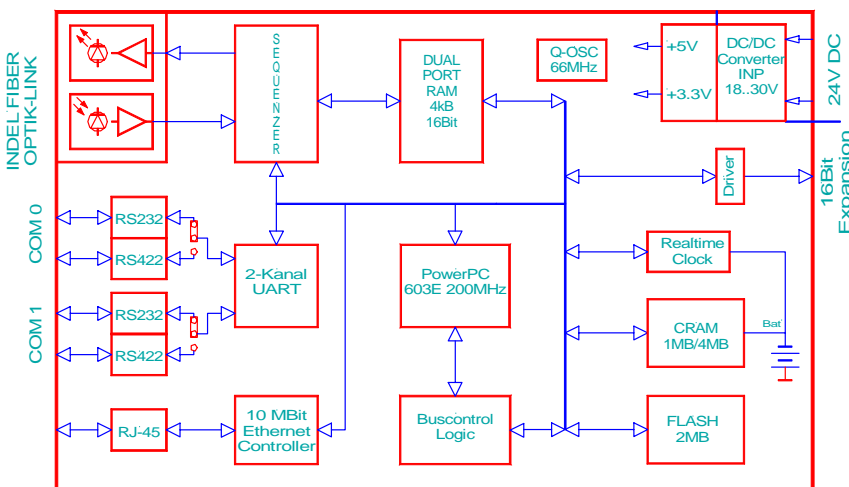 INDEL FIBER
OPTIK-LINK
SEQUENZER
DUAL
PORT
RAM
4kB
16Bit
Q-OSC
66MHz
+5V
+3.3V
DC/DC
Converter
INP
18..30V
24V DC
16Bit
Expansion
Driver
COM 0
RS232
RS422
2-Kanal
UART
PowerPC
603E 200MHz
Realtime
Clock
COM 1
RS232
RS422
CRAM
1MB/4MB
Bat
RJ-45
10 MBit
Ethernet
Controller
Buscontrol
Logic
FLASH
2MB